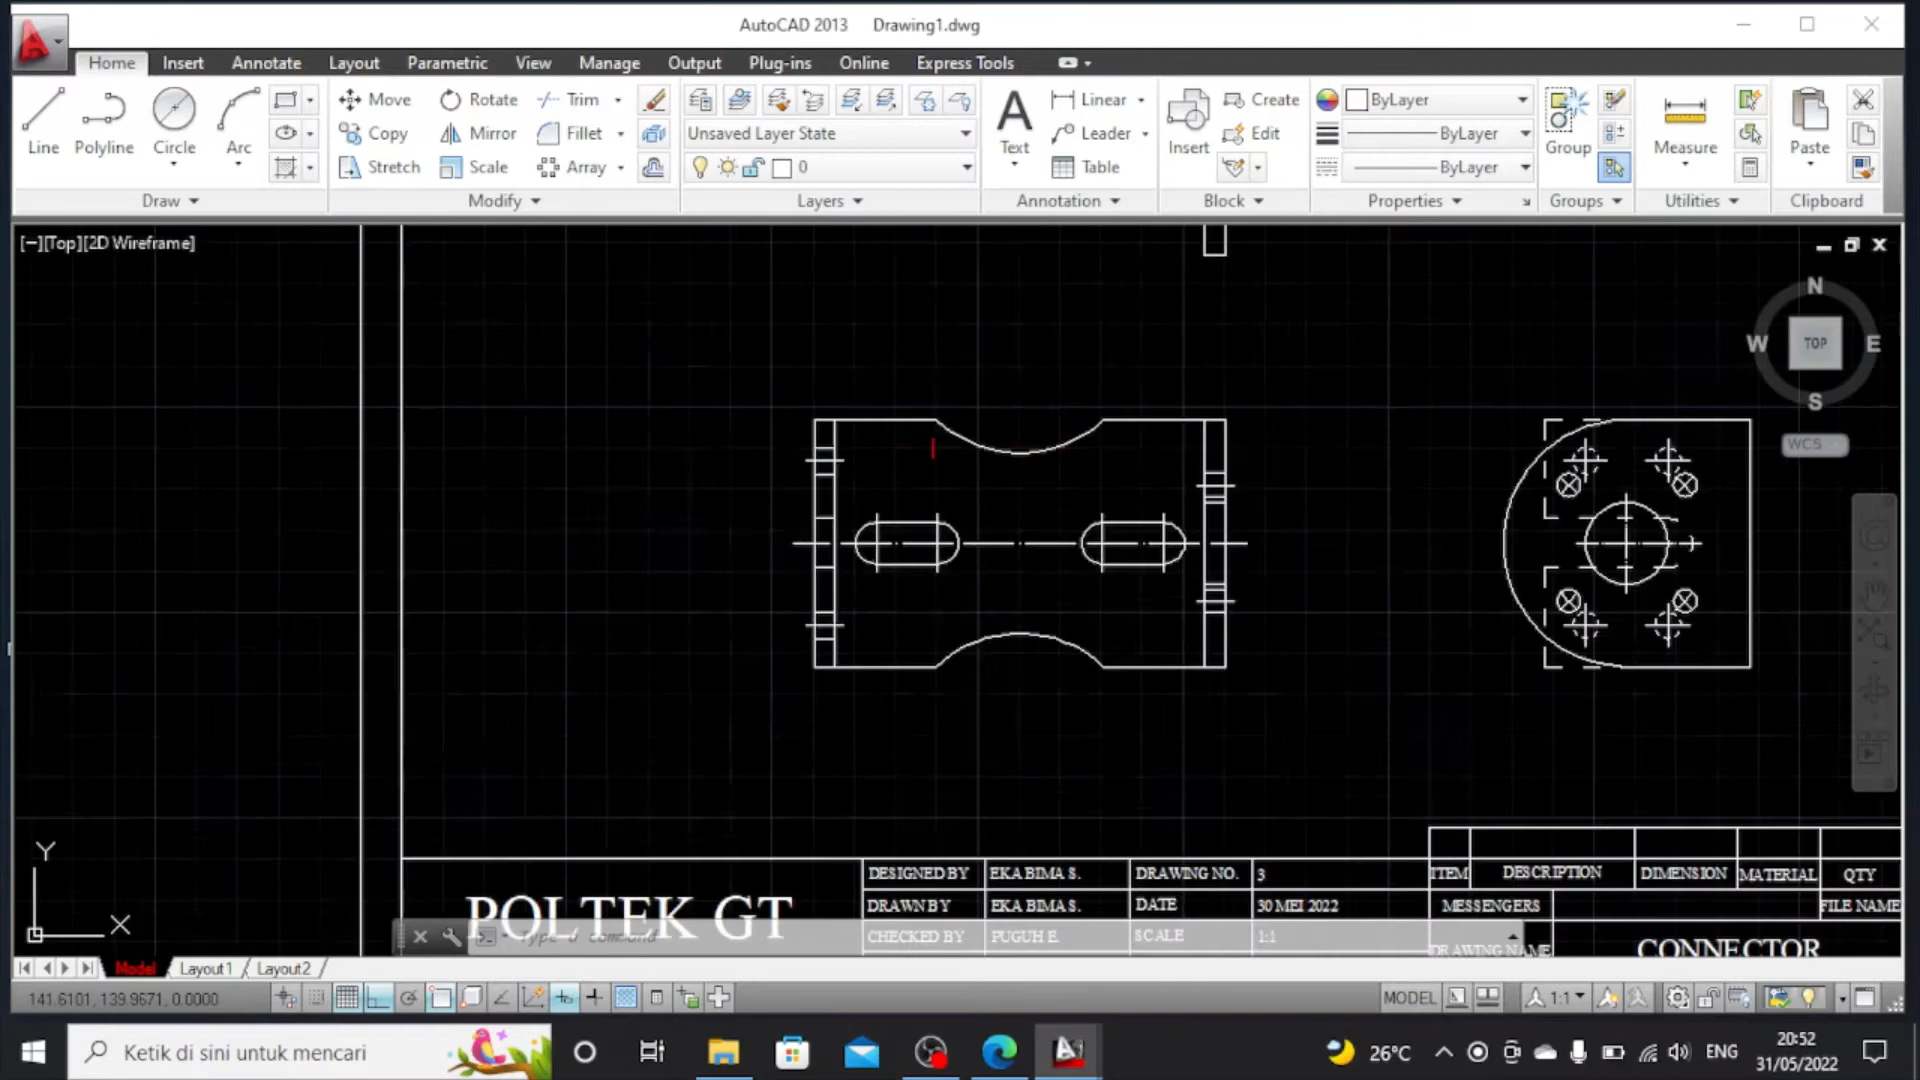 AutoCAD 2013 Drawing1.dwg
Home Insert Annotate Layout Parametric View Manage Output Plug-ins Online Express Tools
Line Polyline Circle Arc
Move Rotate Trim
Copy Mirror Fillet
Stretch Scale Array
Unsaved Layer State
0
Text
Linear
Leader
Table
Insert
Create
Edit
ByLayer
ByLayer
ByLayer
Group
Measure
Paste
Draw Modify Layers Annotation Block Properties Groups Utilities Clipboard
[−][Top][2D Wireframe]
N
W TOP E
S
WCS
Y
X
POLTEK GT
DESIGNED BY EKA BIMA S. DRAWING NO. 3
DRAWN BY EKA BIMA S. DATE 30 MEI 2022
CHECKED BY PUGUH E. SCALE 1:1
ITEM DESCRIPTION DIMENSION MATERIAL QTY
MESSENGERS FILE NAME
DRAWING NAME CONNECTOR
Type a command
Model Layout1 Layout2
141.6101, 139.9671, 0.0000
MODEL 1:1
Ketik di sini untuk mencari
26°C
ENG
20:52
31/05/2022